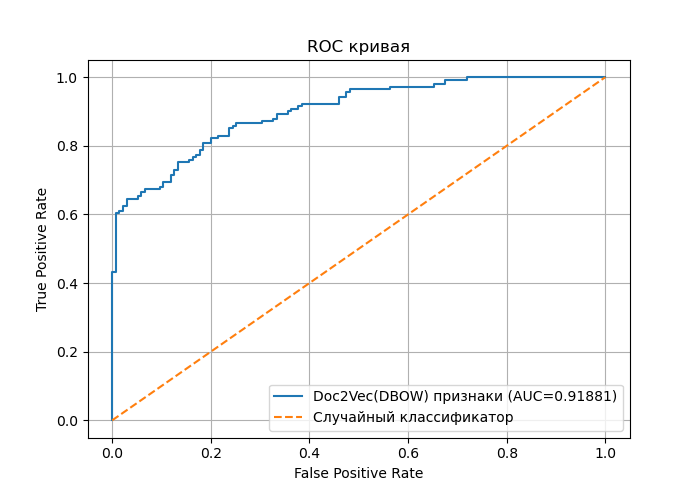 ROC кривая
True Positive Rate
1.0
0.8
0.6
0.4
0.2
0.0
Doc2Vec(DBOW) признаки (AUC=0.91881)
Случайный классификатор
0.0 0.2 0.4 0.6 0.8 1.0
False Positive Rate